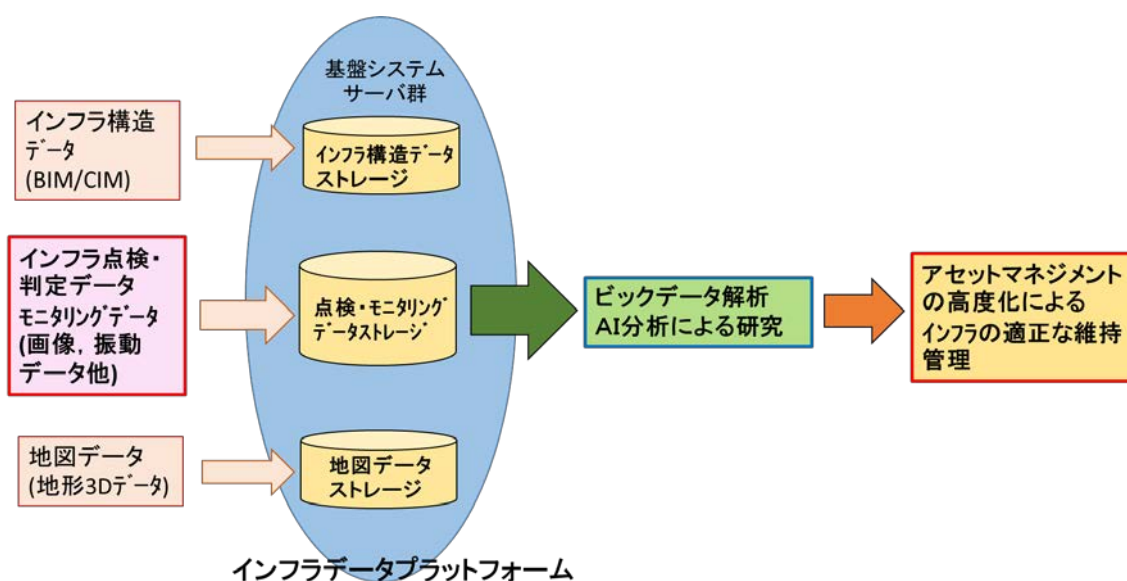 基盤システム
サーバ群
インフラ構造
データ
(BIM/CIM)
インフラ構造データ
ストレージ
インフラ点検・
判定データ
ﾓﾆﾀﾘﾝｸﾞデータ
(画像，振動
データ他)
点検・ﾓﾆﾀﾘﾝｸﾞ
ﾃﾞｰﾀｽﾄﾚｰｼﾞ
ビックデータ解析
AI分析による研究
アセットマネジメント
の高度化による
ｲﾝﾌﾗの適正な維持
管理
地図データ
(地形3Dﾃﾞｰﾀ)
地図データ
ストレージ
インフラデータプラットフォーム